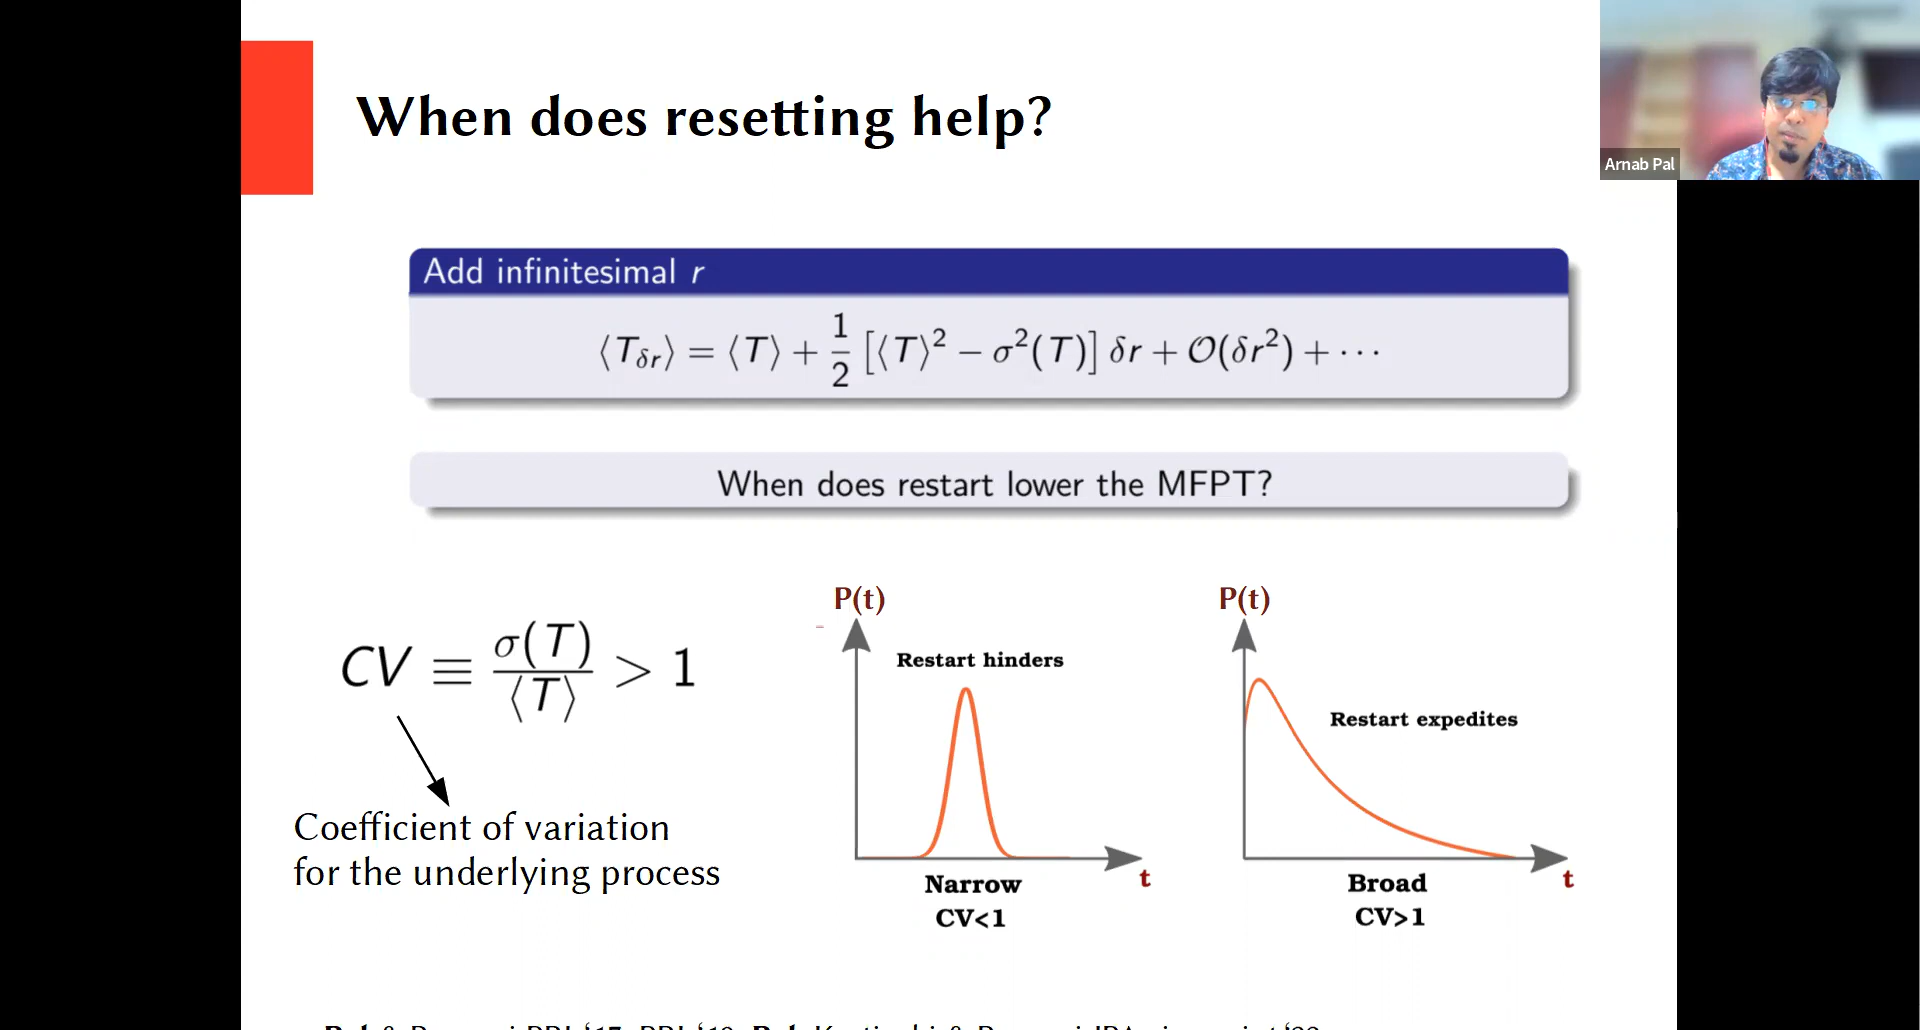 When does resetting help?
Arnab Pal
Add infinitesimal r
⟨T_δr⟩ = ⟨T⟩ + 1/2 [⟨T⟩² − σ²(T)] δr + 𝒪(δr²) + ···
When does restart lower the MFPT?
CV ≡ σ(T)/⟨T⟩ > 1
Coefficient of variation
for the underlying process
P(t)
Restart hinders
t
Narrow
CV<1
P(t)
Restart expedites
t
Broad
CV>1